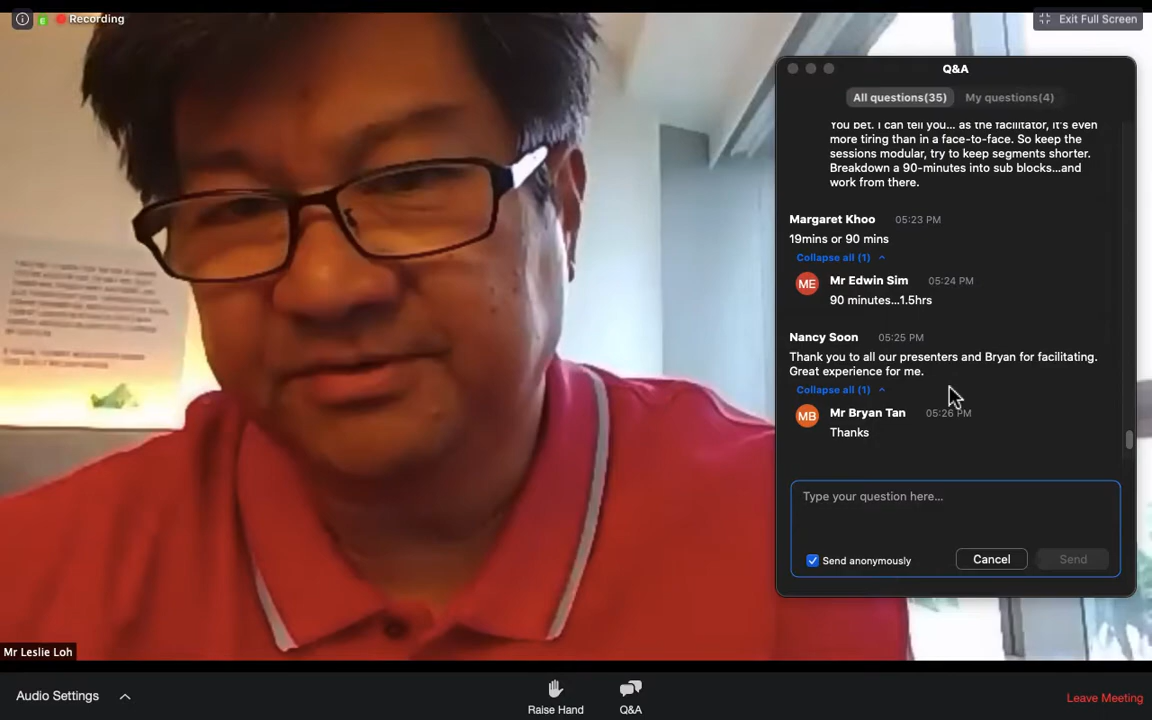 Recording
Exit Full Screen
Q&A
All questions(35) My questions(4)
You bet. I can tell you... as the facilitator, it's even
more tiring than in a face-to-face. So keep the
sessions modular, try to keep segments shorter.
Breakdown a 90-minutes into sub blocks...and
work from there.
Margaret Khoo 05:23 PM
19mins or 90 mins
Collapse all (1)
ME Mr Edwin Sim 05:24 PM
90 minutes...1.5hrs
Nancy Soon 05:25 PM
Thank you to all our presenters and Bryan for facilitating.
Great experience for me.
Collapse all (1)
MB Mr Bryan Tan 05:26 PM
Thanks
Type your question here...
Send anonymously Cancel Send
Mr Leslie Loh
Audio Settings
Raise Hand
Q&A
Leave Meeting